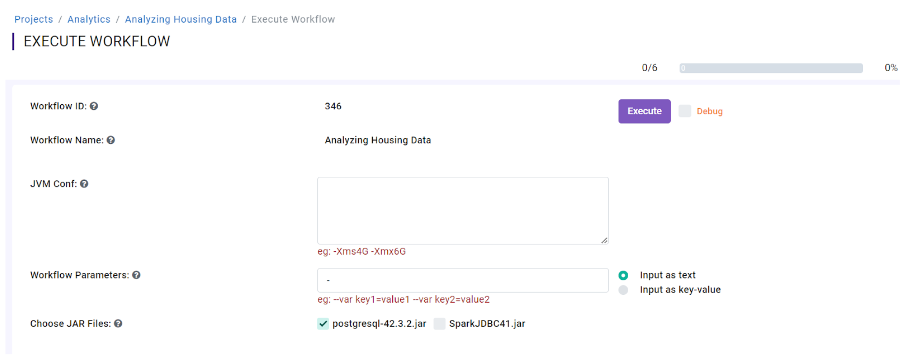 Projects / Analytics / Analyzing Housing Data / Execute Workflow
EXECUTE WORKFLOW
0/6 0 0%
Workflow ID: 346 Execute Debug
Workflow Name: Analyzing Housing Data
JVM Conf:
eg: -Xms4G -Xmx6G
Workflow Parameters: - Input as text
Input as key-value
eg: --var key1=value1 --var key2=value2
Choose JAR Files: postgresql-42.3.2.jar SparkJDBC41.jar